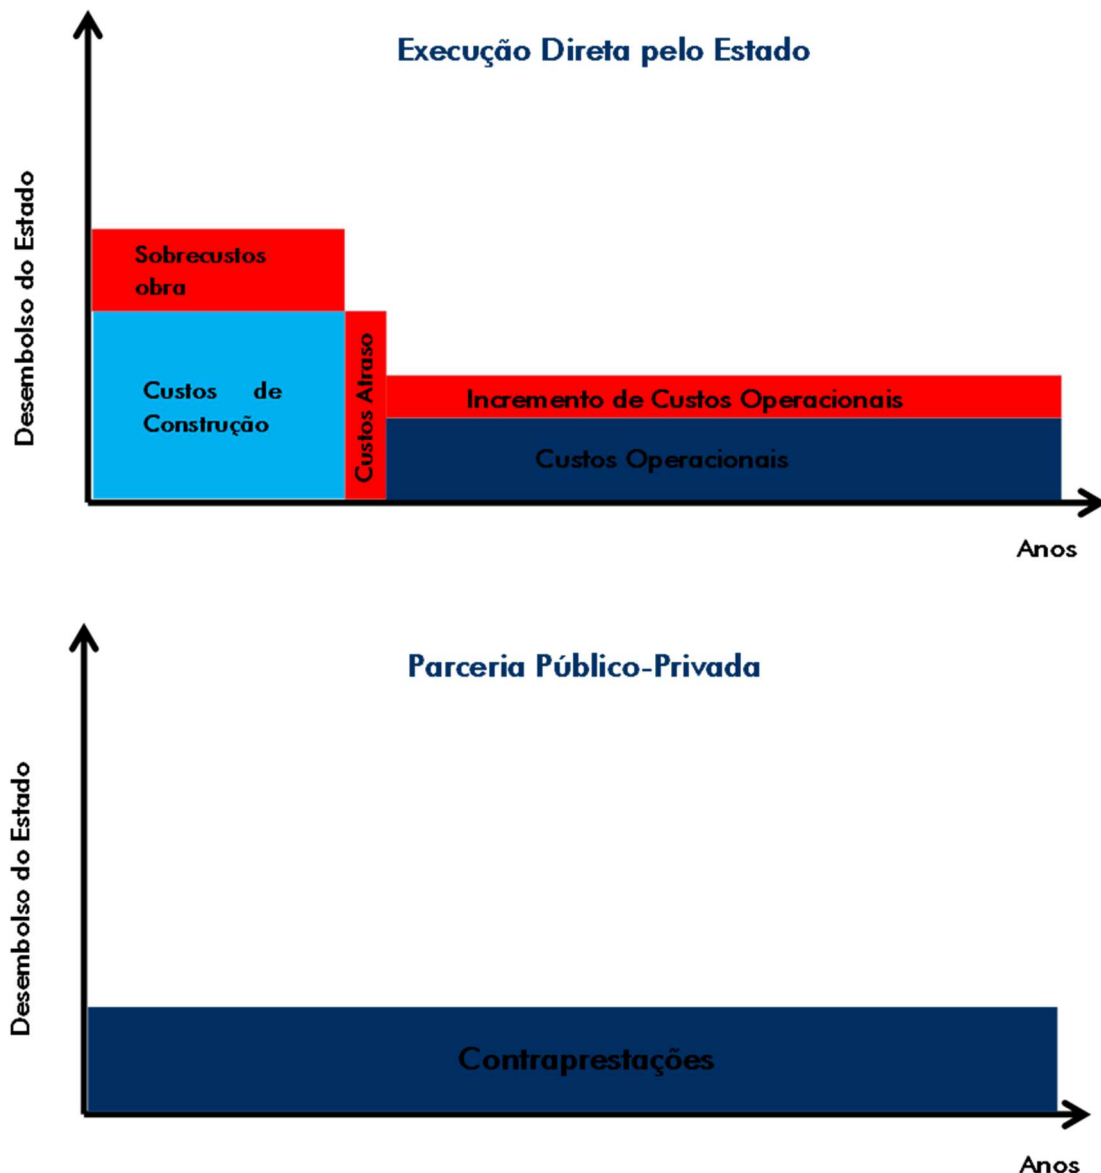 Execução Direta pelo Estado
Desembolso do Estado
Sobrecustos
obra
Custos de
Construção
Custos Atraso
Incremento de Custos Operacionais
Custos Operacionais
Anos
Parceria Público-Privada
Desembolso do Estado
Contraprestações
Anos